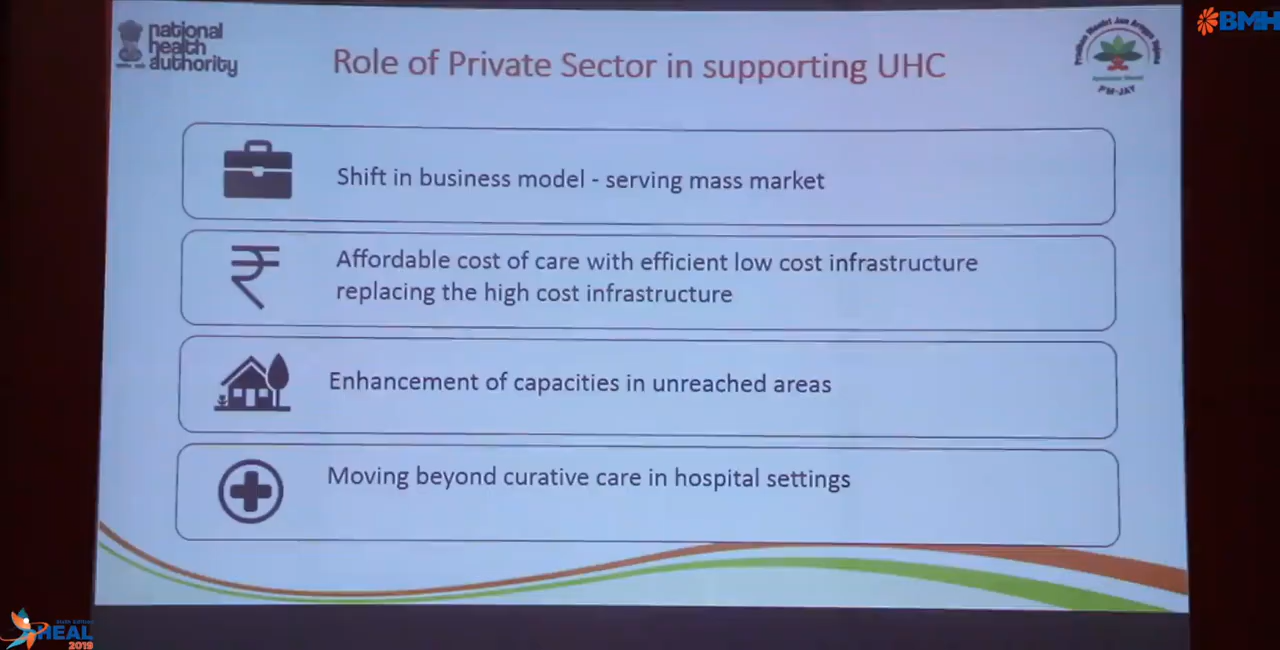 national
health
authority
Role of Private Sector in supporting UHC
BMH
PM-JAY
Shift in business model - serving mass market
Affordable cost of care with efficient low cost infrastructure
replacing the high cost infrastructure
Enhancement of capacities in unreached areas
Moving beyond curative care in hospital settings
HEAL
2019